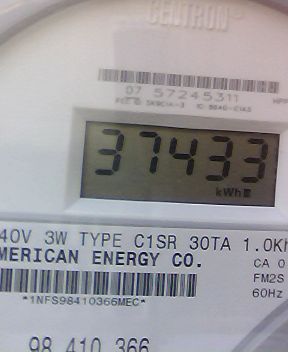 CENTRON
07 57245311
37433
kWh
40V 3W TYPE C1SR 30TA 1.0Kh
MERICAN ENERGY CO.
CA 0
FM2S
60Hz
*1NFS98410366MEC*
98 410 366